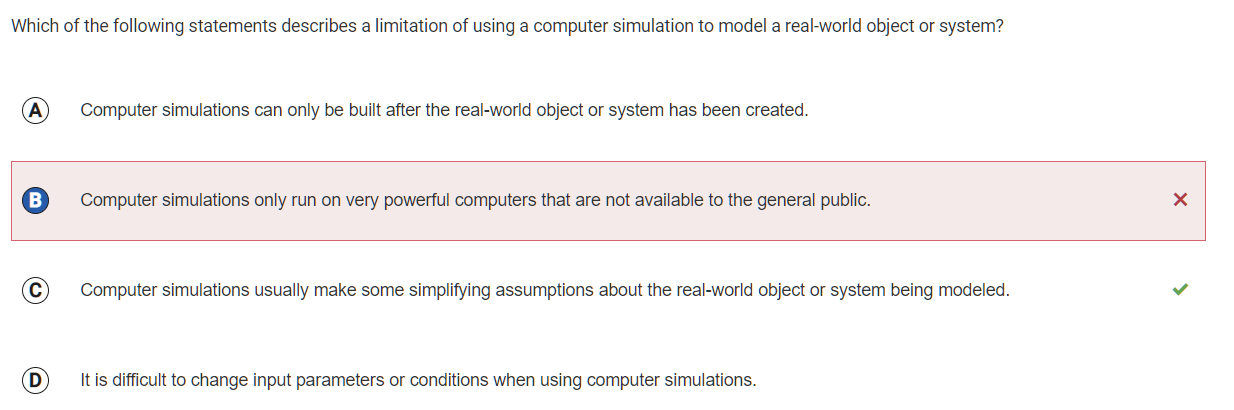 Which of the following statements describes a limitation of using a computer simulation to model a real-world object or system?
A Computer simulations can only be built after the real-world object or system has been created.
B Computer simulations only run on very powerful computers that are not available to the general public.
C Computer simulations usually make some simplifying assumptions about the real-world object or system being modeled.
D It is difficult to change input parameters or conditions when using computer simulations.